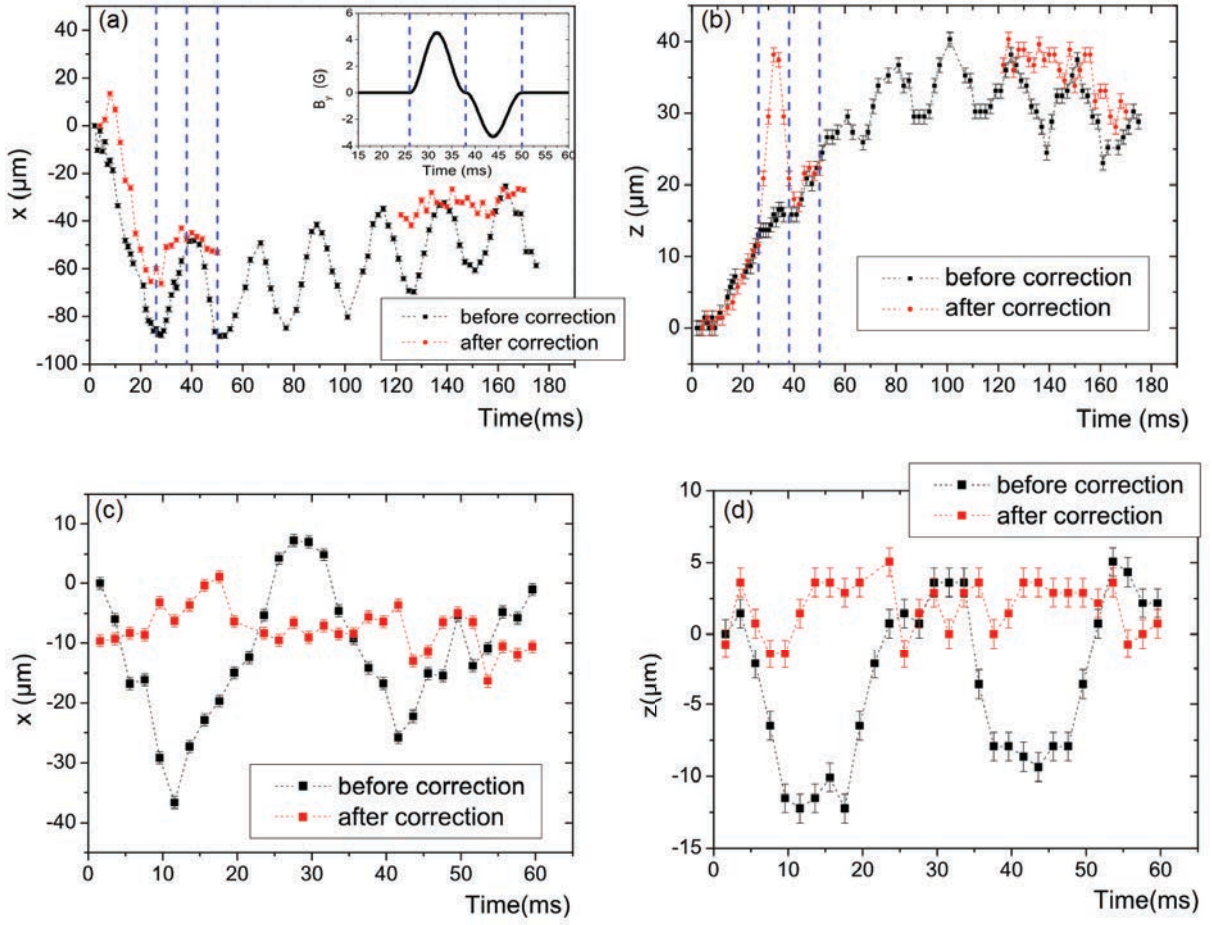 (a)
x (µm)
40
20
0
-20
-40
-60
-80
-100
0 20 40 60 80 100 120 140 160 180
Time(ms)
before correction
after correction
B_y (G)
6
4
2
0
-2
-4
15 20 25 30 35 40 45 50 55 60
Time (ms)
(b)
z (µm)
40
30
20
10
0
0 20 40 60 80 100 120 140 160 180
Time (ms)
before correction
after correction
(c)
x (µm)
10
0
-10
-20
-30
-40
0 10 20 30 40 50 60
Time(ms)
before correction
after correction
(d)
z(µm)
10
5
0
-5
-10
-15
0 10 20 30 40 50 60
Time(ms)
before correction
after correction